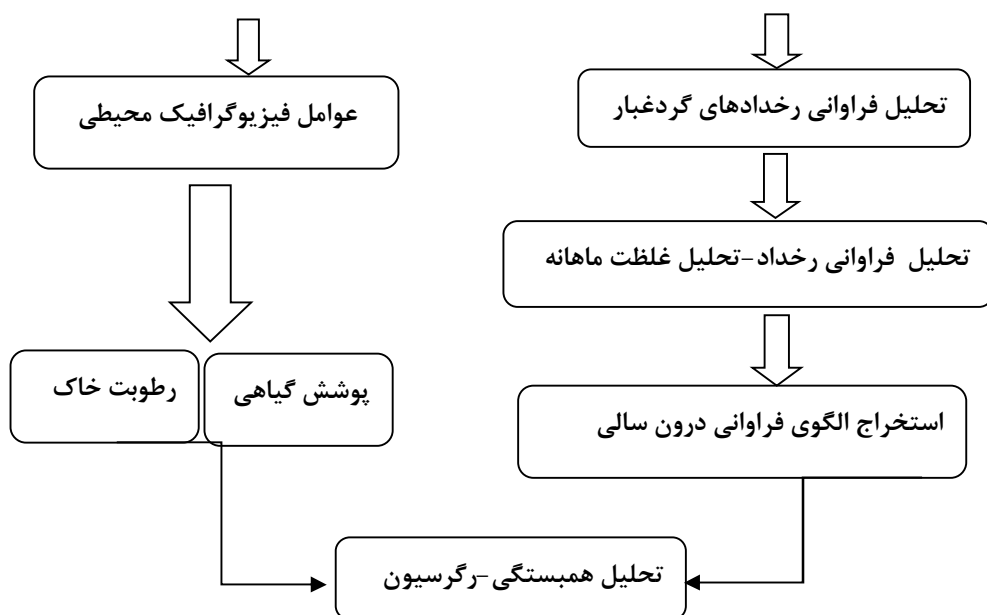 تحلیل فراوانی رخدادهای گردغبار
عوامل فیزیوگرافیک محیطی
تحلیل فراوانی رخداد-تحلیل غلظت ماهانه
پوشش گیاهی
رطوبت خاک
استخراج الگوی فراوانی درون سالی
تحلیل همبستگی-رگرسیون